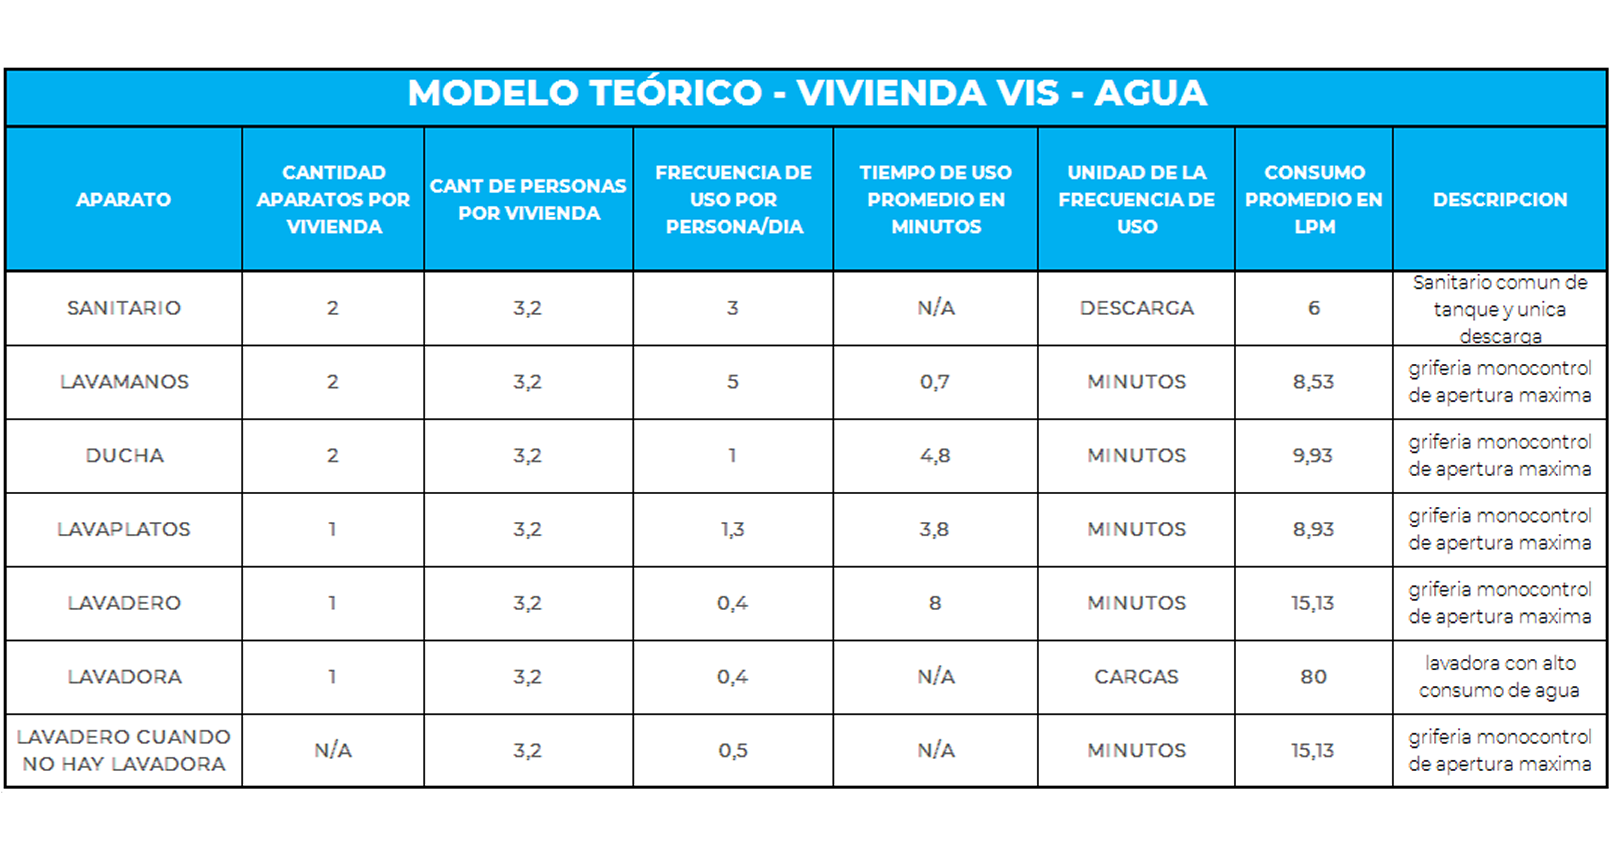 MODELO TEÓRICO - VIVIENDA VIS - AGUA
APARATO
CANTIDAD
APARATOS POR
VIVIENDA
CANT DE PERSONAS
POR VIVIENDA
FRECUENCIA DE
USO POR
PERSONA/DIA
TIEMPO DE USO
PROMEDIO EN
MINUTOS
UNIDAD DE LA
FRECUENCIA DE
USO
CONSUMO
PROMEDIO EN
LPM
DESCRIPCION
SANITARIO
2
3,2
3
N/A
DESCARGA
6
Sanitario comun de
tanque y unica
descarga
LAVAMANOS
2
3,2
5
0,7
MINUTOS
8,53
griferia monocontrol
de apertura maxima
DUCHA
2
3,2
1
4,8
MINUTOS
9,93
griferia monocontrol
de apertura maxima
LAVAPLATOS
1
3,2
1,3
3,8
MINUTOS
8,93
griferia monocontrol
de apertura maxima
LAVADERO
1
3,2
0,4
8
MINUTOS
15,13
griferia monocontrol
de apertura maxima
LAVADORA
1
3,2
0,4
N/A
CARGAS
80
lavadora con alto
consumo de agua
LAVADERO CUANDO
NO HAY LAVADORA
N/A
3,2
0,5
N/A
MINUTOS
15,13
griferia monocontrol
de apertura maxima